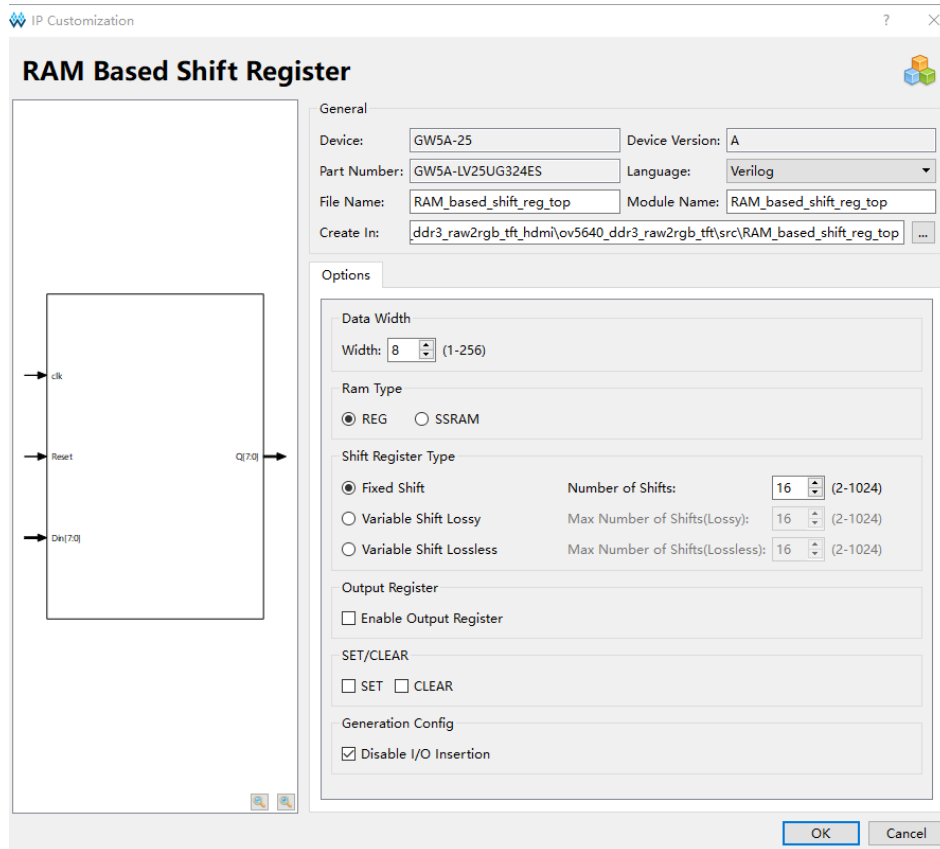 IP Customization
RAM Based Shift Register
General
Device: GW5A-25 Device Version: A
Part Number: GW5A-LV25UG324ES Language: Verilog
File Name: RAM_based_shift_reg_top Module Name: RAM_based_shift_reg_top
Create In: _ddr3_raw2rgb_tft_hdmi\ov5640_ddr3_raw2rgb_tft\src\RAM_based_shift_reg_top ...
Options
Data Width
Width: 8 (1-256)
Ram Type
REG SSRAM
Shift Register Type
Fixed Shift Number of Shifts: 16 (2-1024)
Variable Shift Lossy Max Number of Shifts(Lossy): 16 (2-1024)
Variable Shift Lossless Max Number of Shifts(Lossless): 16 (2-1024)
Output Register
Enable Output Register
SET/CLEAR
SET CLEAR
Generation Config
Disable I/O Insertion
clk
Reset Q[7:0]
Din[7:0]
OK Cancel